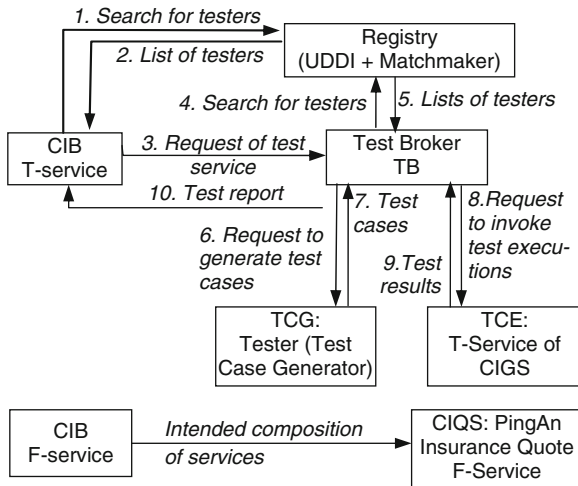 1. Search for testers
2. List of testers
Registry
(UDDI + Matchmaker)
4. Search for testers
5. Lists of testers
CIB
T-service
3. Request of test
service
Test Broker
TB
10. Test report
7. Test
cases
8.Request
to invoke
test execu-
tions
6. Request to
generate test
cases
9.Test
results
TCG:
Tester (Test
Case Generator)
TCE:
T-Service of
CIGS
CIB
F-service
Intended composition
of services
CIQS: PingAn
Insurance Quote
F-Service